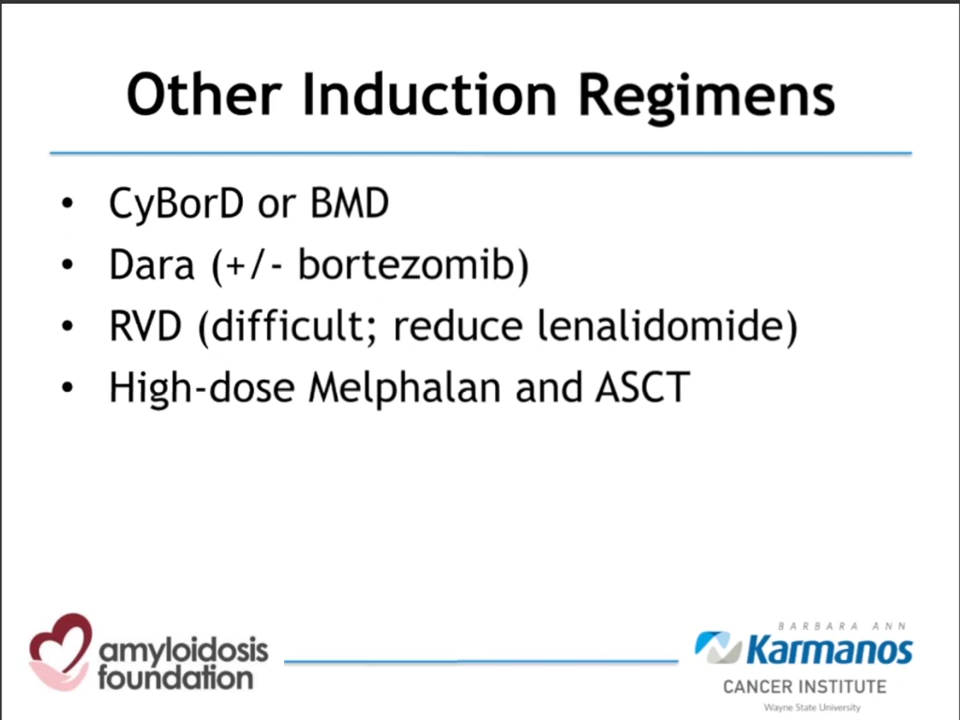 Other Induction Regimens
• CyBorD or BMD
• Dara (+/- bortezomib)
• RVD (difficult; reduce lenalidomide)
• High-dose Melphalan and ASCT
amyloidosis
foundation
BARBARA ANN
Karmanos
CANCER INSTITUTE
Wayne State University